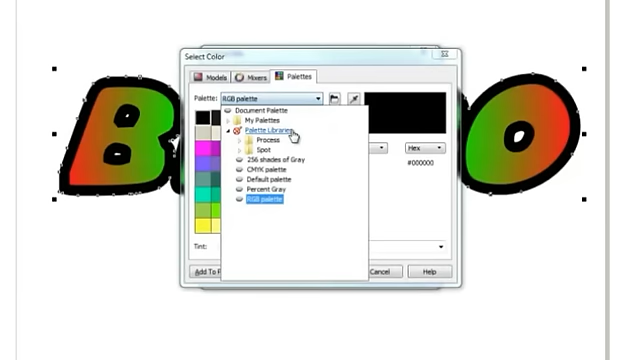 Select Color
Models Mixers Palettes
Palette: RGB palette
Document Palette
My Palettes
Palette Libraries
Process
Spot
256 shades of Gray
CMYK palette
Default palette
Percent Gray
RGB palette
Hex
#000000
Tint:
Add To P Cancel Help
B O